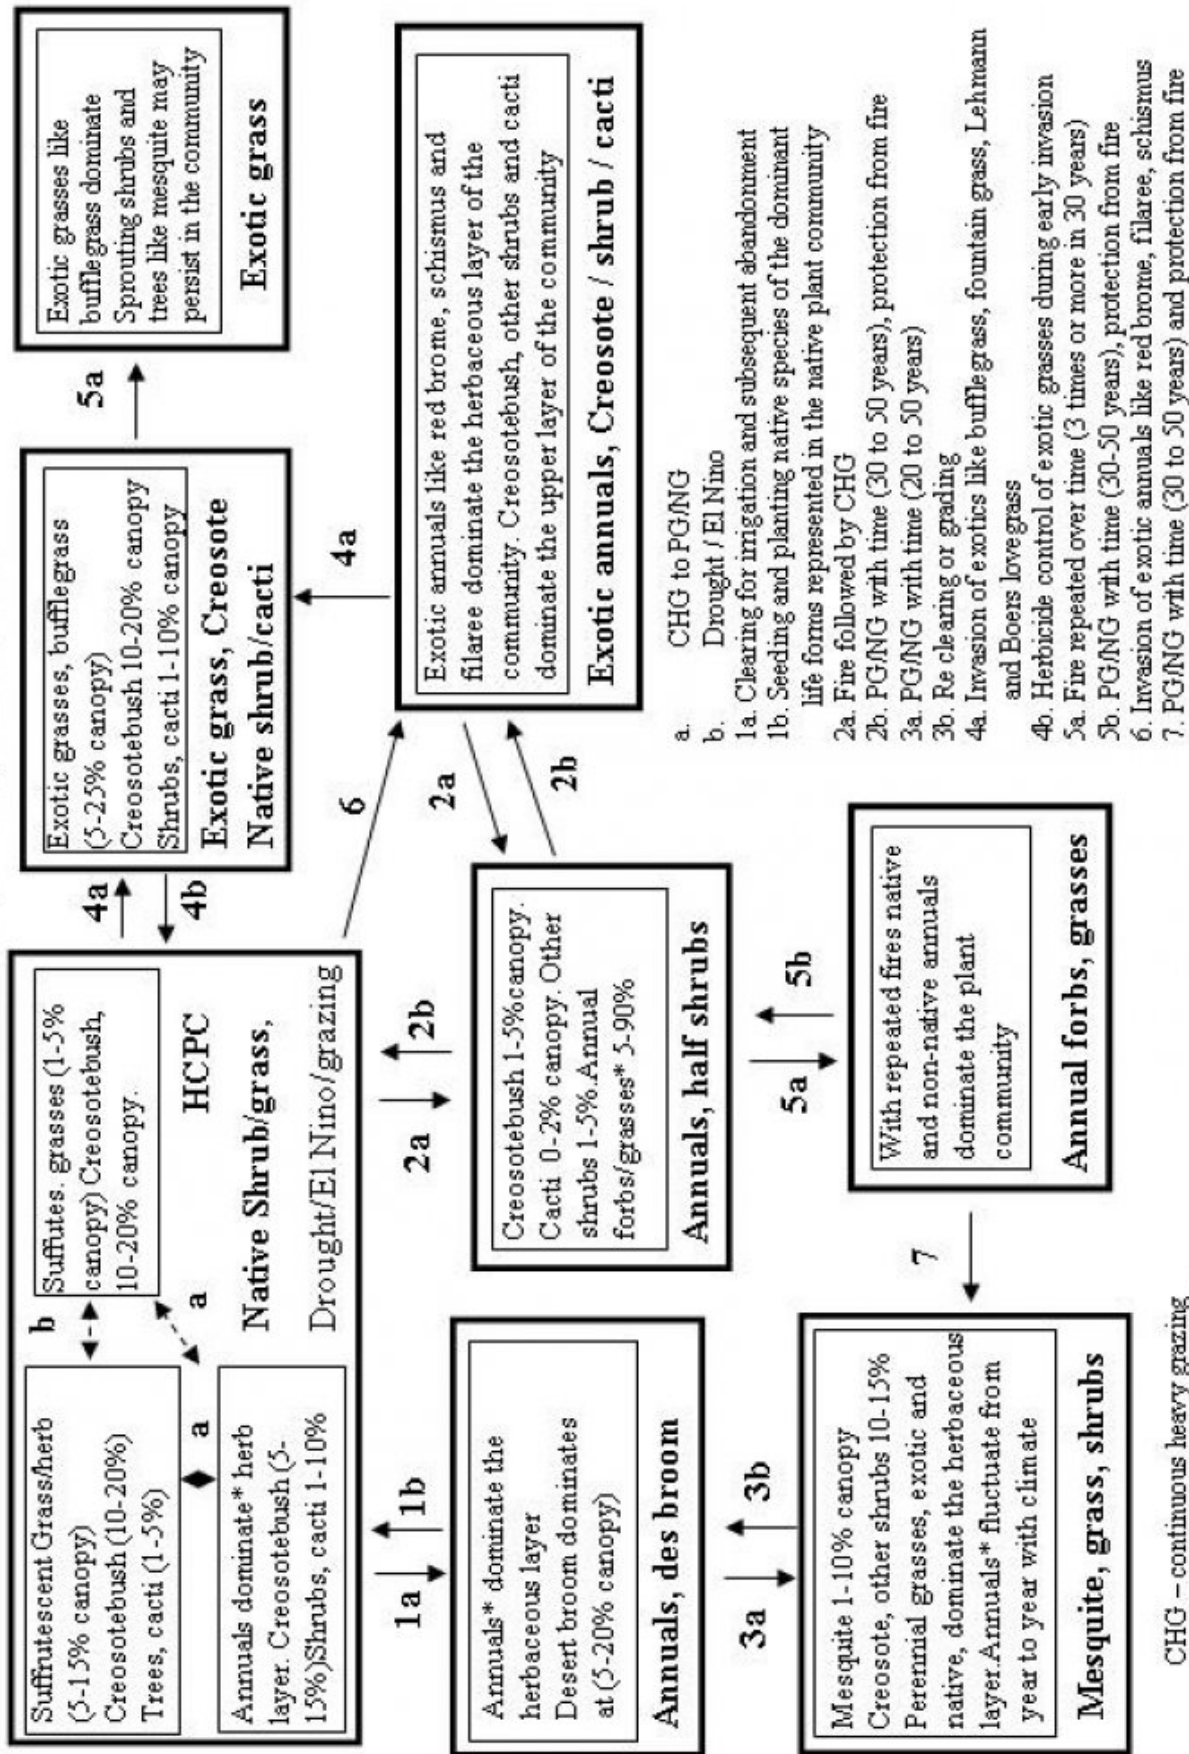 Suffrutescent Grass/herb
(5-15% canopy)
Creosotebush (10-20%)
Trees, cacti (1-5%)
b
Suffutes. grasses (1-5%
canopy) Creosotebush,
10-20% canopy.
a
a
Annuals dominate* herb
layer. Creosotebush (5-
15%)Shrubs, cacti 1-10%
HCPC
Native Shrub/grass,
Drought/El Nino/grazing
4a
4b
Exotic grasses, bufflegrass
(5-25% canopy)
Creosotebush 10-20% canopy
Shrubs, cacti 1-10% canopy
Exotic grass, Creosote
Native shrub/cacti
5a
Exotic grasses like
bufflegrass dominate
Sprouting shrubs and
trees like mesquite may
persist in the community
Exotic grass
1a
1b
2a
2b
6
4a
Annuals* dominate the
herbaceous layer
Desert broom dominates
at (5-20% canopy)
Annuals, des broom
Creosotebush 1-5%canopy.
Cacti 0-2% canopy. Other
shrubs 1-5%.Annual
forbs/grasses* 5-90%
Annuals, half shrubs
2a
2b
Exotic annuals like red brome, schismus and
filaree dominate the herbaceous layer of the
community. Creosotebush, other shrubs and cacti
dominate the upper layer of the community
Exotic annuals, Creosote / shrub / cacti
3a
3b
5a
5b
Mesquite 1-10% canopy
Creosote, other shrubs 10-15%
Perennial grasses, exotic and
native, dominate the herbaceous
layer.Annuals* fluctuate from
year to year with climate
Mesquite, grass, shrubs
7
With repeated fires native
and non-native annuals
dominate the plant
community
Annual forbs, grasses
a. CHG to PG/NG
b. Drought / El Nino
1a. Clearing for irrigation and subsequent abandonment
1b. Seeding and planting native species of the dominant
life forms represented in the native plant community
2a. Fire followed by CHG
2b. PG/NG with time (30 to 50 years), protection from fire
3a. PG/NG with time (20 to 50 years)
3b. Re clearing or grading
4a. Invasion of exotics like bufflegrass, fountain grass, Lehmann
and Boers lovegrass
4b. Herbicide control of exotic grasses during early invasion
5a. Fire repeated over time (3 times or more in 30 years)
5b. PG/NG with time (30-50 years), protection from fire
6. Invasion of exotic annuals like red brome, filaree, schismus
7. PG/NG with time (30 to 50 years) and protection from fire
CHG – continuous heavy grazing